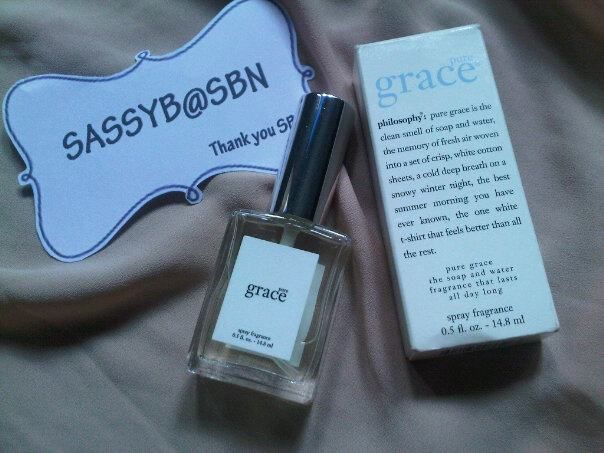 SASSYB@SBN
Thank you SB
pure
grace
spray fragrance
0.5 fl. oz. - 14.8 ml
pure
grace
philosophy: pure grace is the
clean smell of soap and water,
the memory of fresh air woven
into a set of crisp, white cotton
sheets, a cold deep breath on a
snowy winter night, the best
summer morning you have
ever known, the one white
t-shirt that feels better than all
the rest.
pure grace
the soap and water
fragrance that lasts
all day long
spray fragrance
0.5 fl. oz. - 14.8 ml